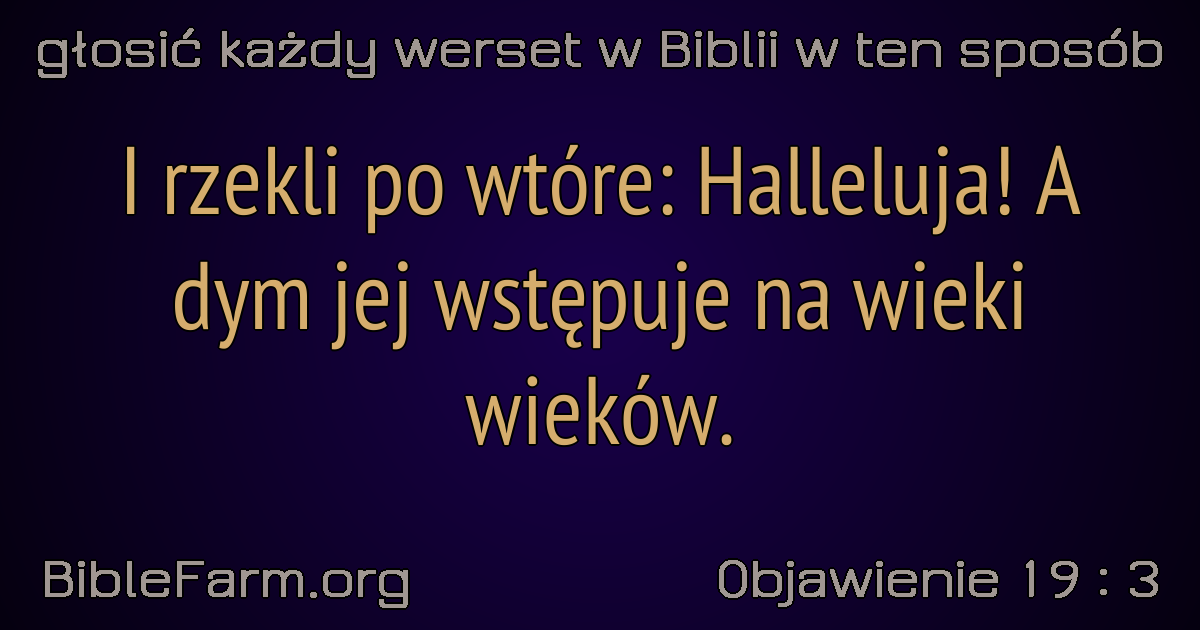 głosić każdy werset w Biblii w ten sposób
I rzekli po wtóre: Halleluja! A
dym jej wstępuje na wieki
wieków.
BibleFarm.org
Objawienie 19 : 3